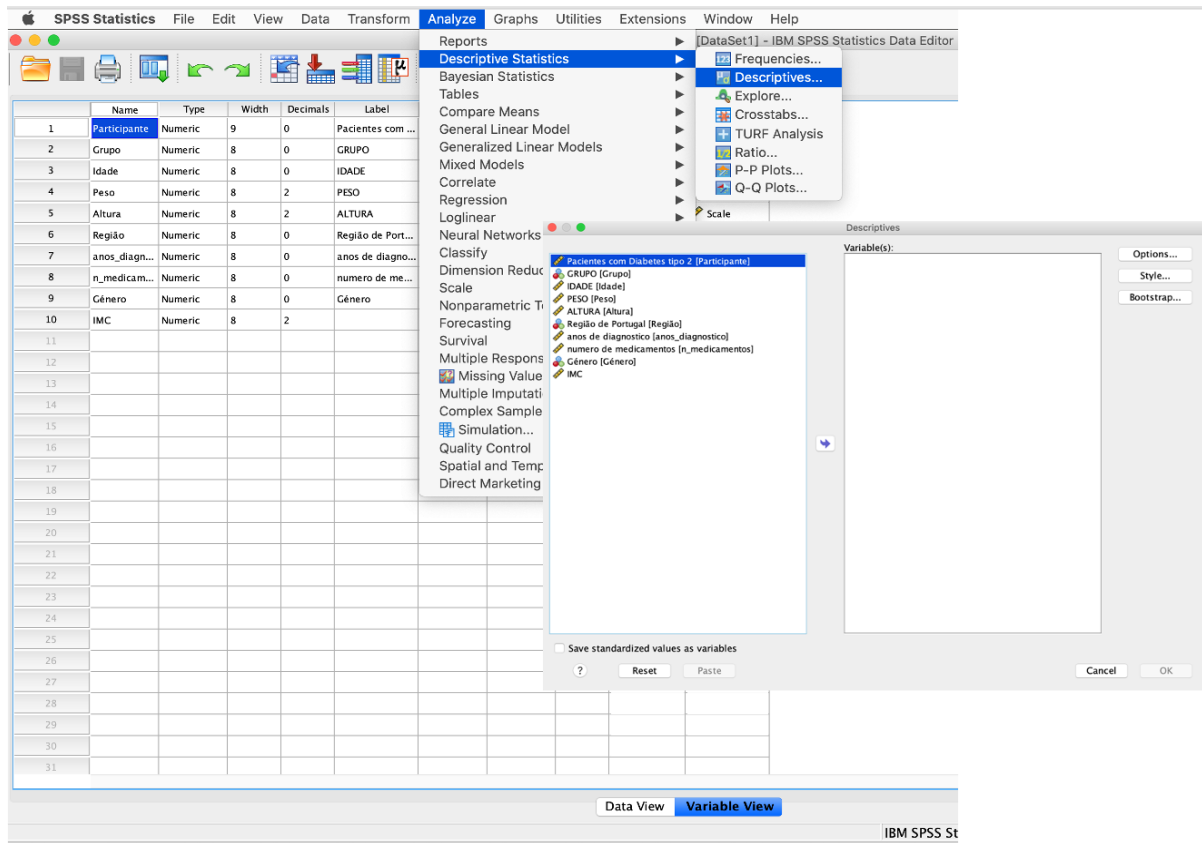 SPSS Statistics File Edit View Data Transform Analyze Graphs Utilities Extensions Window Help
[DataSet1] - IBM SPSS Statistics Data Editor
Reports
Descriptive Statistics
Bayesian Statistics
Tables
Compare Means
General Linear Model
Generalized Linear Models
Mixed Models
Correlate
Regression
Loglinear
Neural Networks
Classify
Dimension Reduc
Scale
Nonparametric T
Forecasting
Survival
Multiple Respons
Missing Value
Multiple Imputati
Complex Sample
Simulation...
Quality Control
Spatial and Temp
Direct Marketing
Frequencies...
Descriptives...
Explore...
Crosstabs...
TURF Analysis
Ratio...
P-P Plots...
Q-Q Plots...
Name Type Width Decimals Label
1 Participante Numeric 9 0 Pacientes com ...
2 Grupo Numeric 8 0 GRUPO
3 Idade Numeric 8 0 IDADE
4 Peso Numeric 8 2 PESO
5 Altura Numeric 8 2 ALTURA Scale
6 Região Numeric 8 0 Região de Port...
7 anos_diagn... Numeric 8 0 anos de diagno...
8 n_medicam... Numeric 8 0 numero de me...
9 Género Numeric 8 0 Género
10 IMC Numeric 8 2
11
12
13
14
15
16
17
18
19
20
21
22
23
24
25
26
27
28
29
30
31
Descriptives
Variable(s):
Pacientes com Diabetes tipo 2 [Participante]
GRUPO [Grupo]
IDADE [Idade]
PESO [Peso]
ALTURA [Altura]
Região de Portugal [Região]
anos de diagnostico [anos_diagnostico]
numero de medicamentos [n_medicamentos]
Género [Género]
IMC
Options...
Style...
Bootstrap...
Save standardized values as variables
? Reset Paste Cancel OK
Data View Variable View
IBM SPSS St